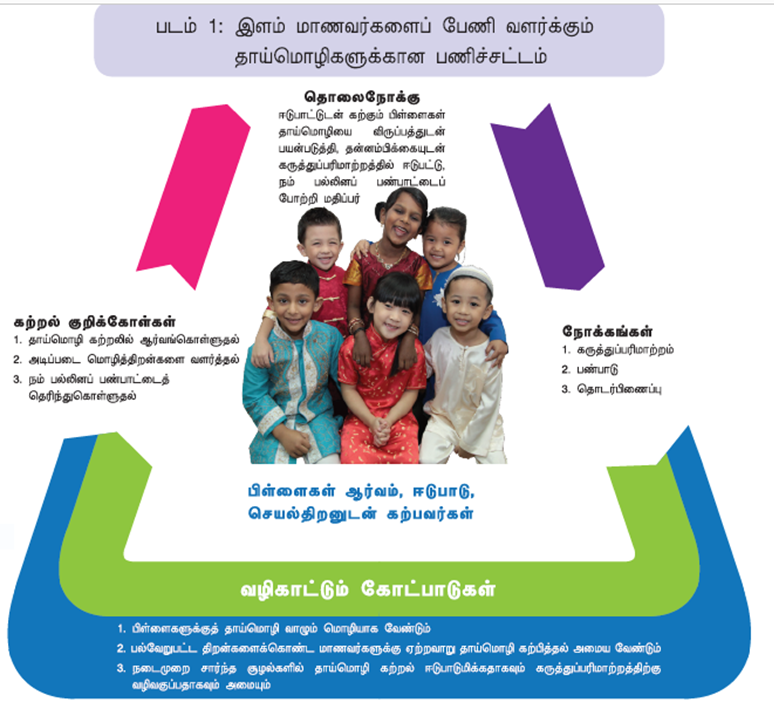 படம் 1: இளம் மாணவர்களைப் பேணி வளர்க்கும்
தாய்மொழிகளுக்கான பணிச்சட்டம்
தொலைநோக்கு
ஈடுபாட்டுடன் கற்கும் பிள்ளைகள்
தாய்மொழியை விருப்பத்துடன்
பயன்படுத்தி, தன்னம்பிக்கையுடன்
கருத்துப்பரிமாற்றத்தில் ஈடுபட்டு,
நம் பல்லினப் பண்பாட்டைப்
போற்றி மதிப்பர்
கற்றல் குறிக்கோள்கள்
1. தாய்மொழி கற்றலில் ஆர்வங்கொள்ளுதல்
2. அடிப்படை மொழித்திறன்களை வளர்த்தல்
3. நம் பல்லினப் பண்பாட்டைத்
தெரிந்துகொள்ளுதல்
நோக்கங்கள்
1. கருத்துப்பரிமாற்றம்
2. பண்பாடு
3. தொடர்பிணைப்பு
பிள்ளைகள் ஆர்வம், ஈடுபாடு,
செயல்திறனுடன் கற்பவர்கள்
வழிகாட்டும் கோட்பாடுகள்
1. பிள்ளைகளுக்குத் தாய்மொழி வாழும் மொழியாக வேண்டும்
2. பல்வேறுபட்ட திறன்களைக்கொண்ட மாணவர்களுக்கு ஏற்றவாறு தாய்மொழி கற்பித்தல் அமைய வேண்டும்
3. நடைமுறை சார்ந்த சூழல்களில் தாய்மொழி கற்றல் ஈடுபாடுமிக்கதாகவும் கருத்துப்பரிமாற்றத்திற்கு
வழிவகுப்பதாகவும் அமையும்